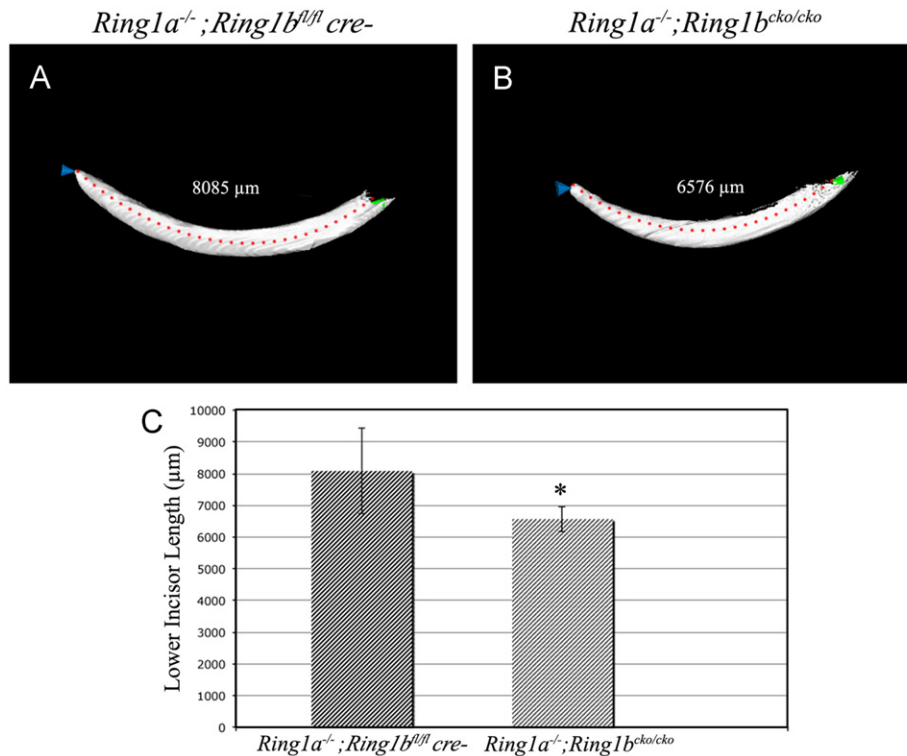 Ring1a-/-;Ring1bfl/fl cre- Ring1a-/-;Ring1bcko/cko
A
B
8085 µm
6576 µm
C
10000
9000
8000
7000
6000
5000
4000
3000
2000
1000
0
Lower Incisor Length (µm)
*
Ring1a-/-;Ring1bfl/fl cre- Ring1a-/-;Ring1bcko/cko